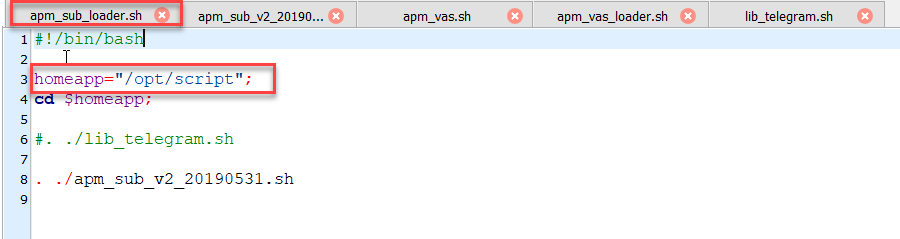 apm_sub_loader.sh apm_sub_v2_20190... apm_vas.sh apm_vas_loader.sh lib_telegram.sh
1 #!/bin/bash
2
3 homeapp="/opt/script";
4 cd $homeapp;
5
6 #. ./lib_telegram.sh
7
8 . ./apm_sub_v2_20190531.sh
9